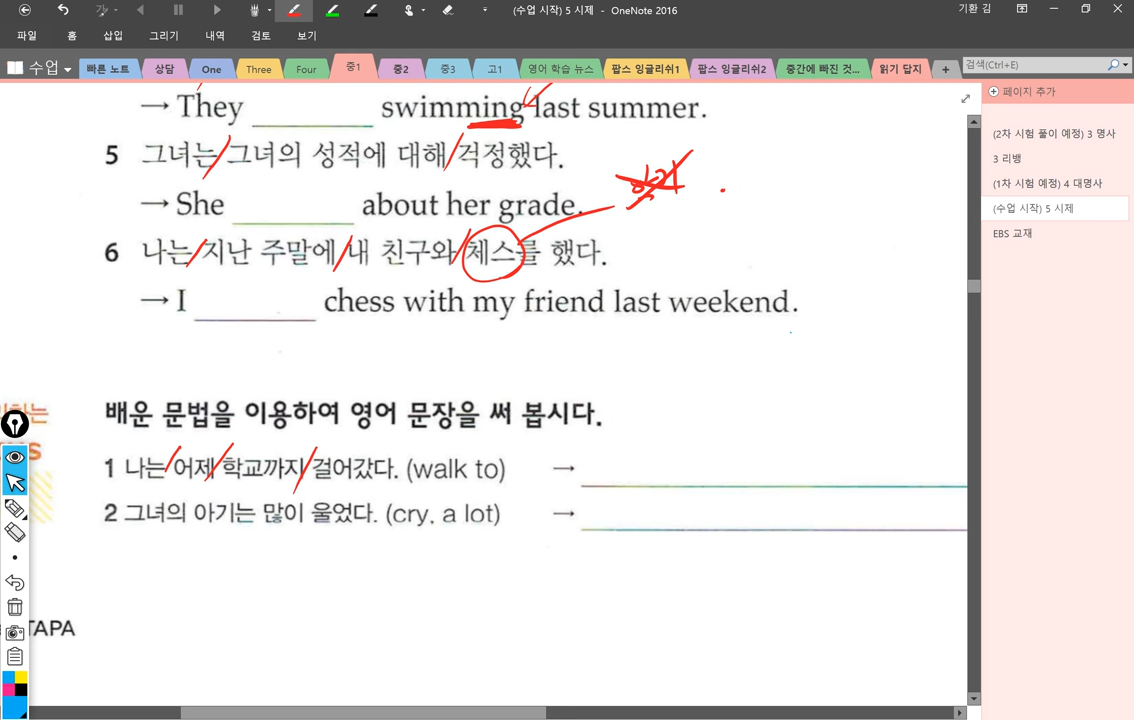 (수업 시작) 5 시제 - OneNote 2016
기환 김
파일 홈 삽입 그리기 내역 검토 보기
수업 빠른 노트 상담 One Three Four 중1 중2 중3 고1 영어 학습 뉴스 팝스 잉글리쉬1 팝스 잉글리쉬2 중간에 빠진 것... 읽기 답지 + 검색(Ctrl+E)
페이지 추가
(2차 시험 풀이 예정) 3 명사
3 리뱅
(1차 시험 예정) 4 대명사
(수업 시작) 5 시제
EBS 교재
→ They swimming last summer.
5 그녀는 그녀의 성적에 대해 걱정했다.
→ She about her grade.
6 나는 지난 주말에 내 친구와 체스를 했다.
→ I chess with my friend last weekend.
배운 문법을 이용하여 영어 문장을 써 봅시다.
1 나는 어제 학교까지 걸어갔다. (walk to) →
2 그녀의 아기는 많이 울었다. (cry, a lot) →
TAPA